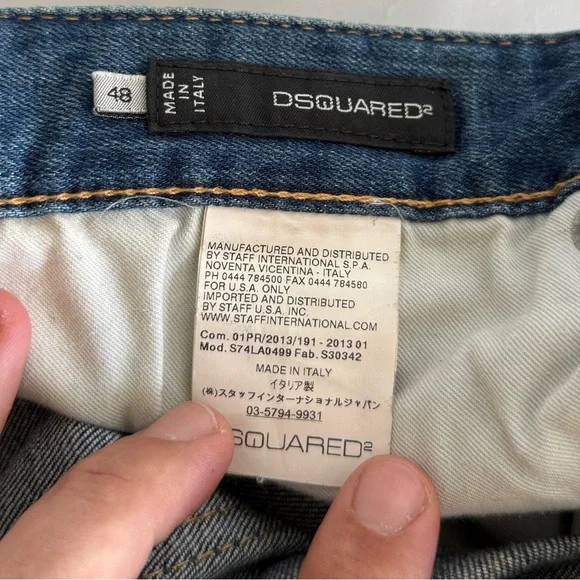 48
MADE
IN
ITALY
DSQUARED²
MANUFACTURED AND DISTRIBUTED
BY STAFF INTERNATIONAL S.P.A.
NOVENTA VICENTINA - ITALY
PH 0444 784500 FAX 0444 784580
FOR U.S.A. ONLY
IMPORTED AND DISTRIBUTED
BY STAFF U.S.A. INC.
WWW.STAFFINTERNATIONAL.COM
Com. 01PR/2013/191 - 2013 01
Mod. S74LA0499 Fab. S30342
MADE IN ITALY
イタリア製
(株)スタッフインターナショナルジャパン
03-5794-9931
SQUARED²